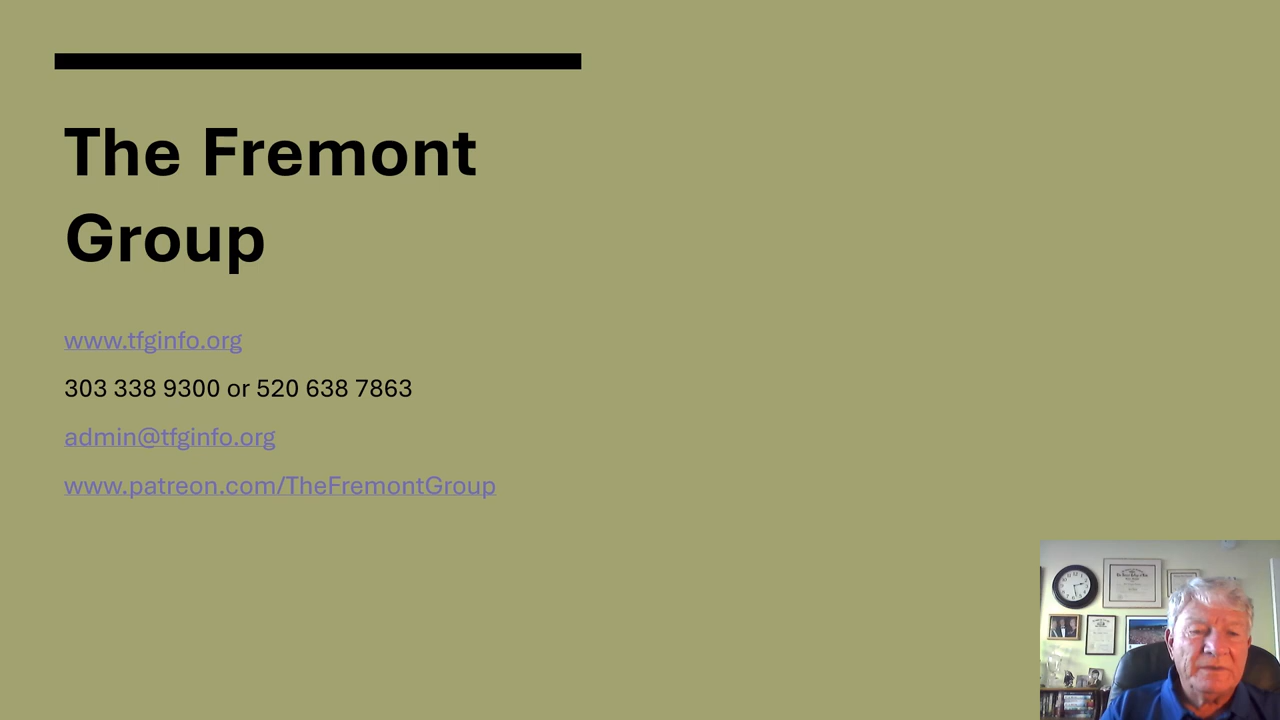 The Fremont
Group
www.tfginfo.org
303 338 9300 or 520 638 7863
admin@tfginfo.org
www.patreon.com/TheFremontGroup